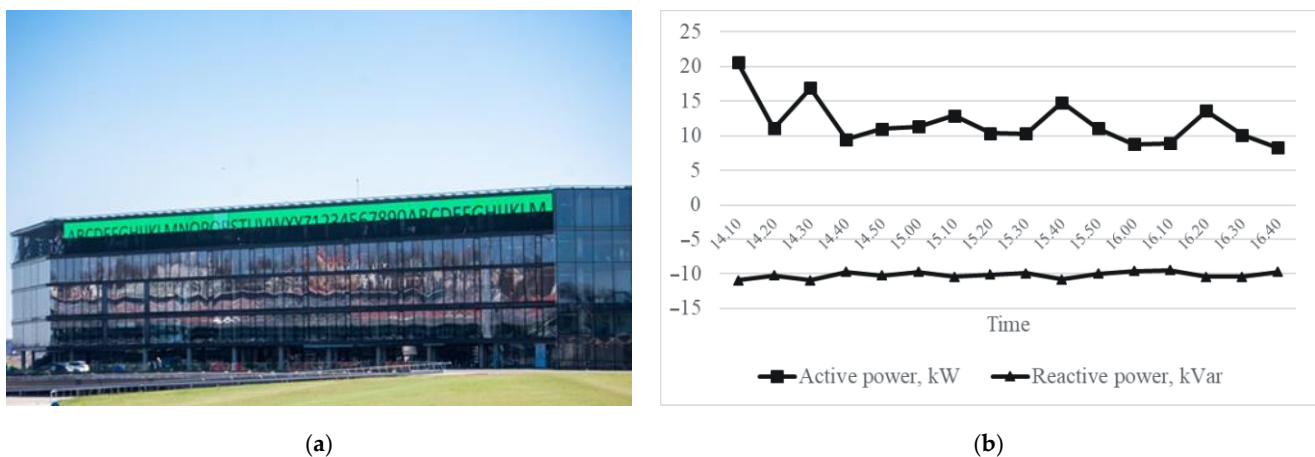 ABCDEFGHIJKLMNOPQRSTUVWXYZ1234567890ABCDEFGHIJKLM
(a)
25
20
15
10
5
0
−5
−10
−15
14.10 14.20 14.30 14.40 14.50 15.00 15.10 15.20 15.30 15.40 15.50 16.00 16.10 16.20 16.30 16.40
Time
Active power, kW Reactive power, kVar
(b)